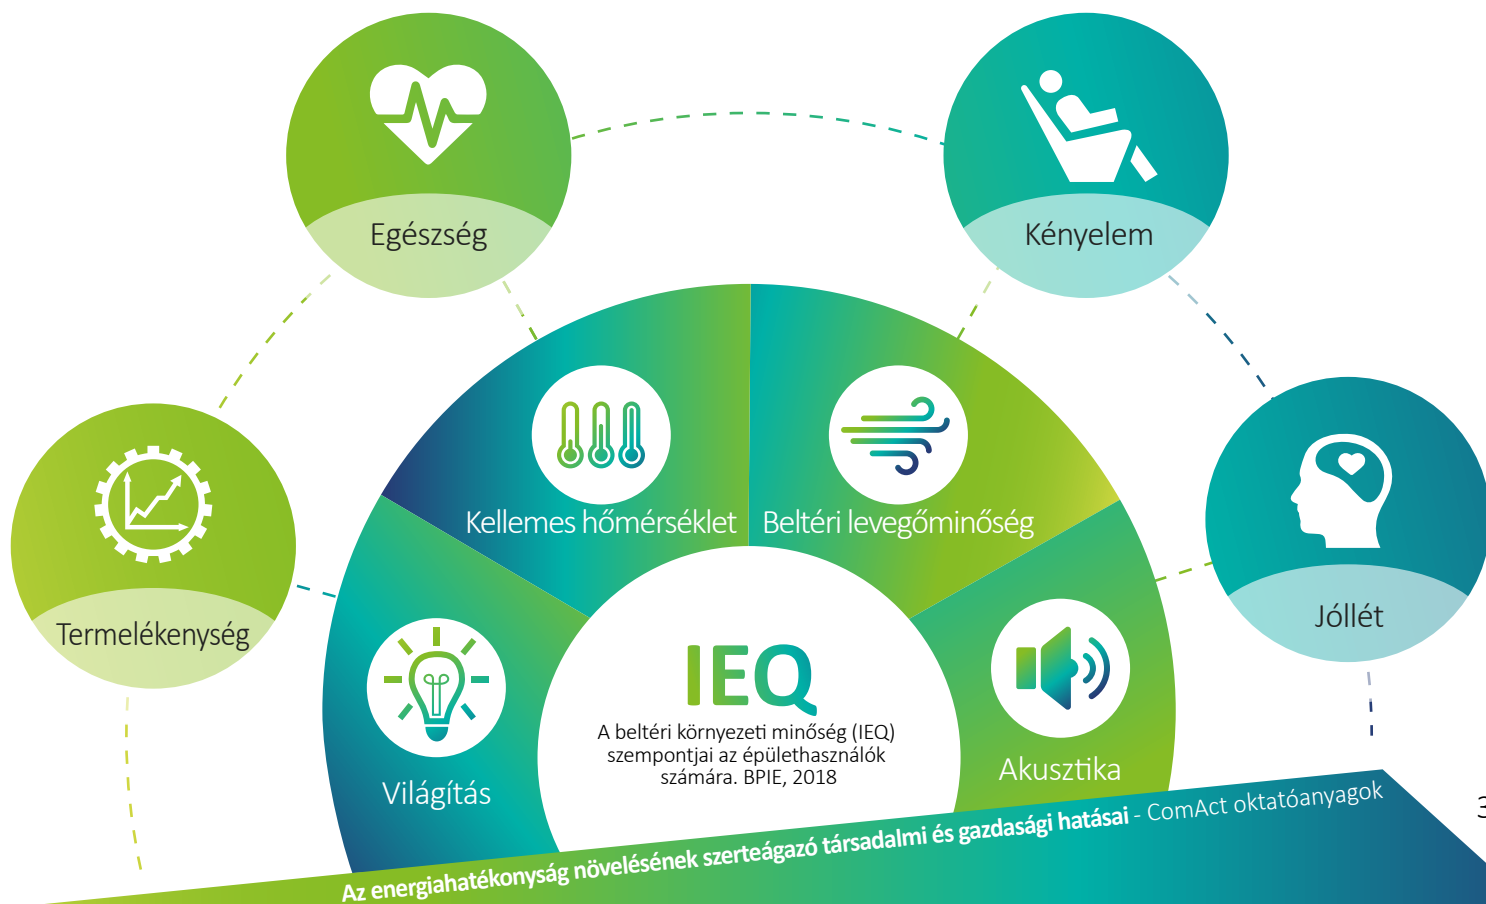 Egészség
Kényelem
Termelékenység
Kellemes hőmérséklet
Beltéri levegőminőség
Jóllét
Világítás
Akusztika
IEQ
A beltéri környezeti minőség (IEQ)
szempontjai az épülethasználók
számára. BPIE, 2018
Az energiahatékonyság növelésének szerteágazó társadalmi és gazdasági hatásai - ComAct oktatóanyagok